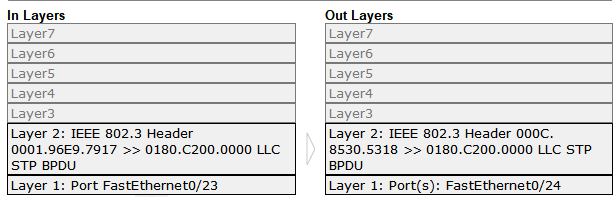 In Layers
Layer7
Layer6
Layer5
Layer4
Layer3
Layer 2: IEEE 802.3 Header
0001.96E9.7917 >> 0180.C200.0000 LLC
STP BPDU
Layer 1: Port FastEthernet0/23
Out Layers
Layer7
Layer6
Layer5
Layer4
Layer3
Layer 2: IEEE 802.3 Header 000C.
8530.5318 >> 0180.C200.0000 LLC STP
BPDU
Layer 1: Port(s): FastEthernet0/24